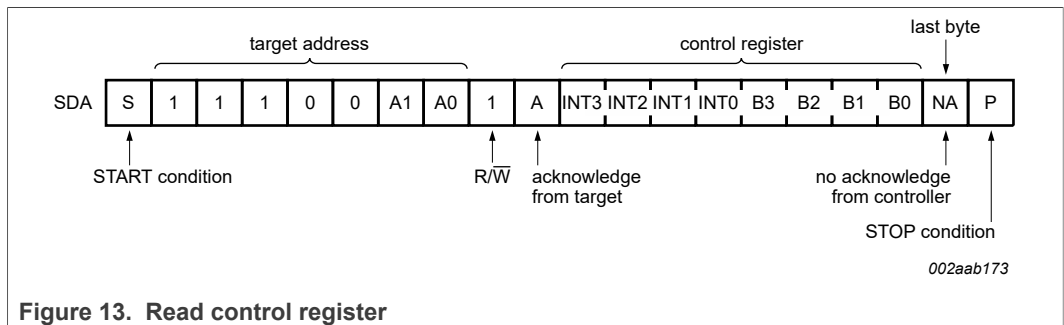 target address
control register
last byte
SDA S 1 1 1 0 0 A1 A0 1 A INT3 INT2 INT1 INT0 B3 B2 B1 B0 NA P
START condition
R/W̅
acknowledge
from target
no acknowledge
from controller
STOP condition
002aab173
Figure 13. Read control register